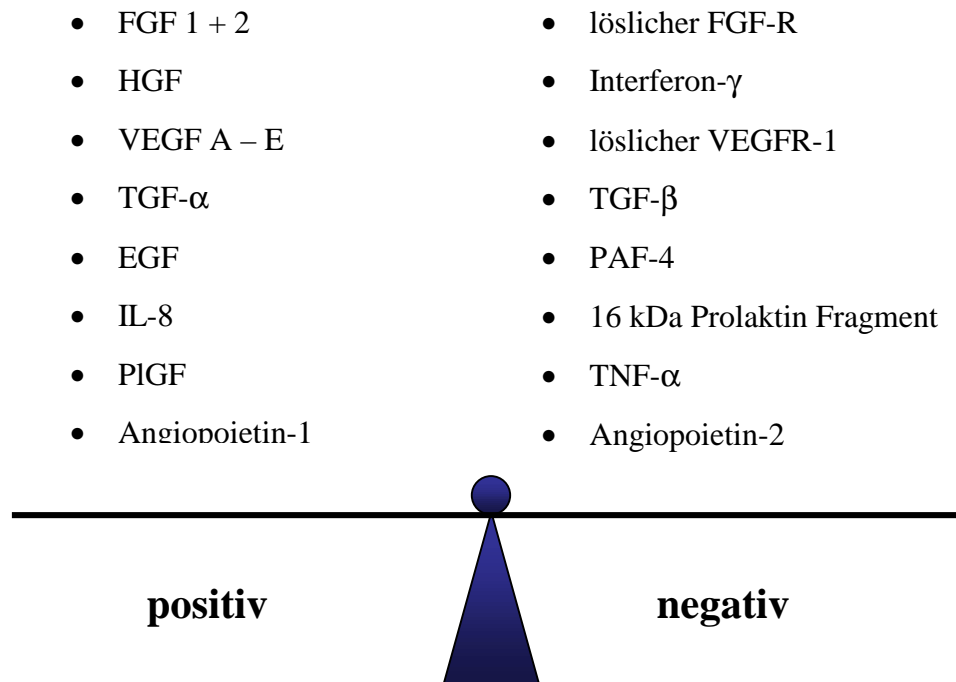 • FGF 1 + 2
• HGF
• VEGF A – E
• TGF-α
• EGF
• IL-8
• PlGF
• Angiopoietin-1
• löslicher FGF-R
• Interferon-γ
• löslicher VEGFR-1
• TGF-β
• PAF-4
• 16 kDa Prolaktin Fragment
• TNF-α
• Angiopoietin-2
positiv
negativ